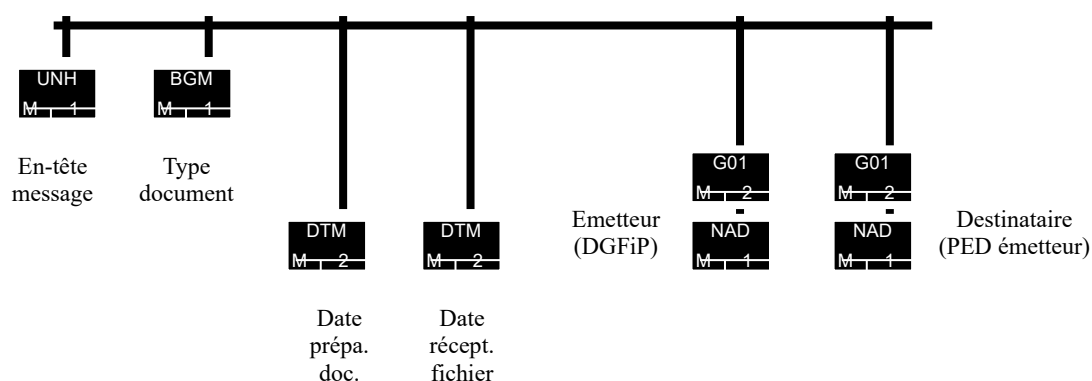 UNH
M 1
BGM
M 1
En-tête
message
Type
document
G01
M 2
G01
M 2
Emetteur
(DGFiP)
DTM
M 2
DTM
M 2
NAD
M 1
NAD
M 1
Destinataire
(PED émetteur)
Date
prépa.
doc.
Date
récept.
fichier